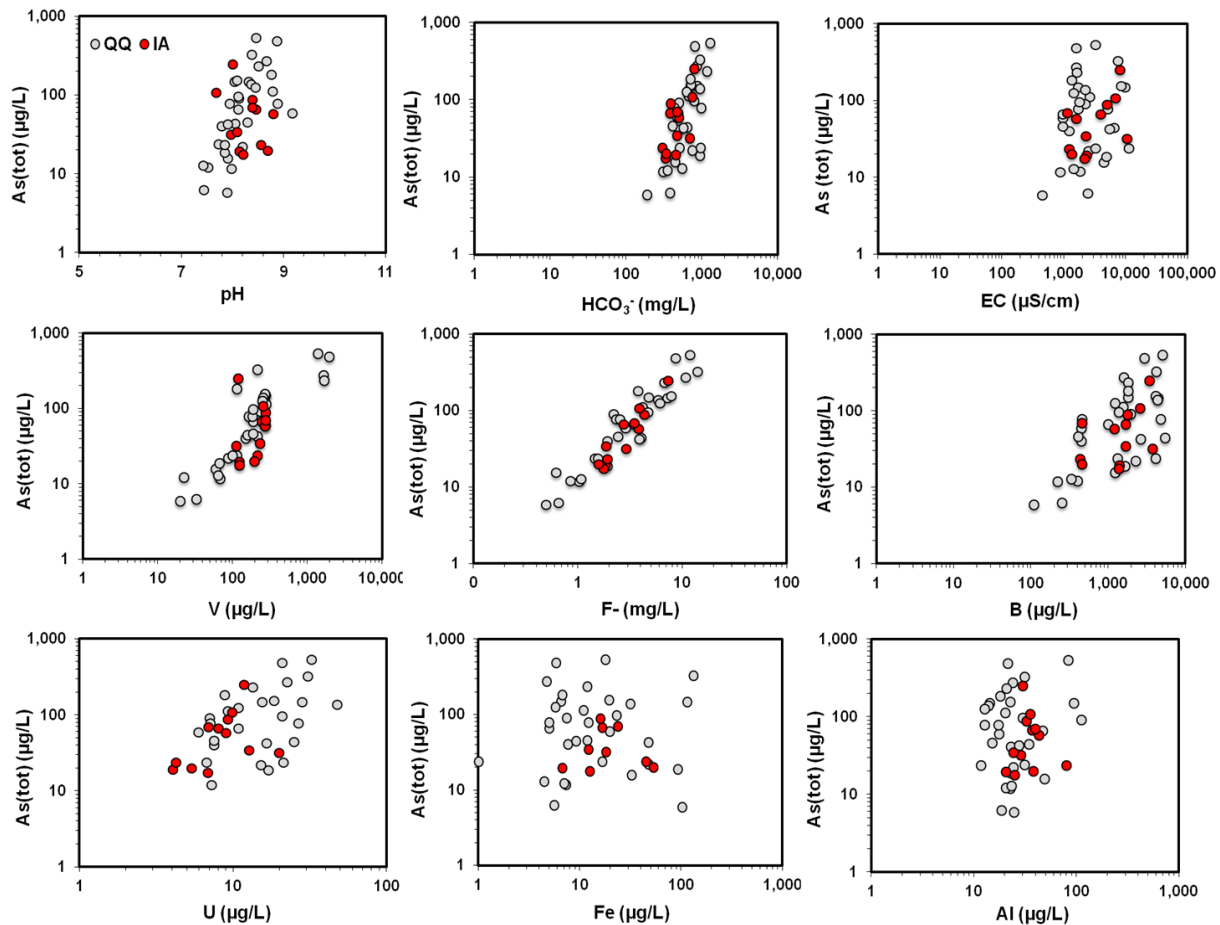 1,000
100
10
1
As(tot) (µg/L)
QQ IA
5 7 9 11
pH
1,000
100
10
1
As(tot) (µg/L)
1 10 100 1,000 10,000
HCO₃⁻ (mg/L)
1,000
100
10
1
As (tot) (µg/L)
1 10 100 1,000 10,000 100,000
EC (µS/cm)
1,000
100
10
1
As(tot) (µg/L)
1 10 100 1,000 10,000
V (µg/L)
1,000
100
10
1
As(tot) (µg/L)
0 1 10 100
F- (mg/L)
1,000
100
10
1
As(tot) (µg/L)
1 10 100 1,000 10,000
B (µg/L)
1,000
100
10
1
As(tot) (µg/L)
1 10 100
U (µg/L)
1,000
100
10
1
As(tot) (µg/L)
1 10 100 1,000
Fe (µg/L)
1,000
100
10
1
As(tot) (µg/L)
1 10 100 1,000
Al (µg/L)